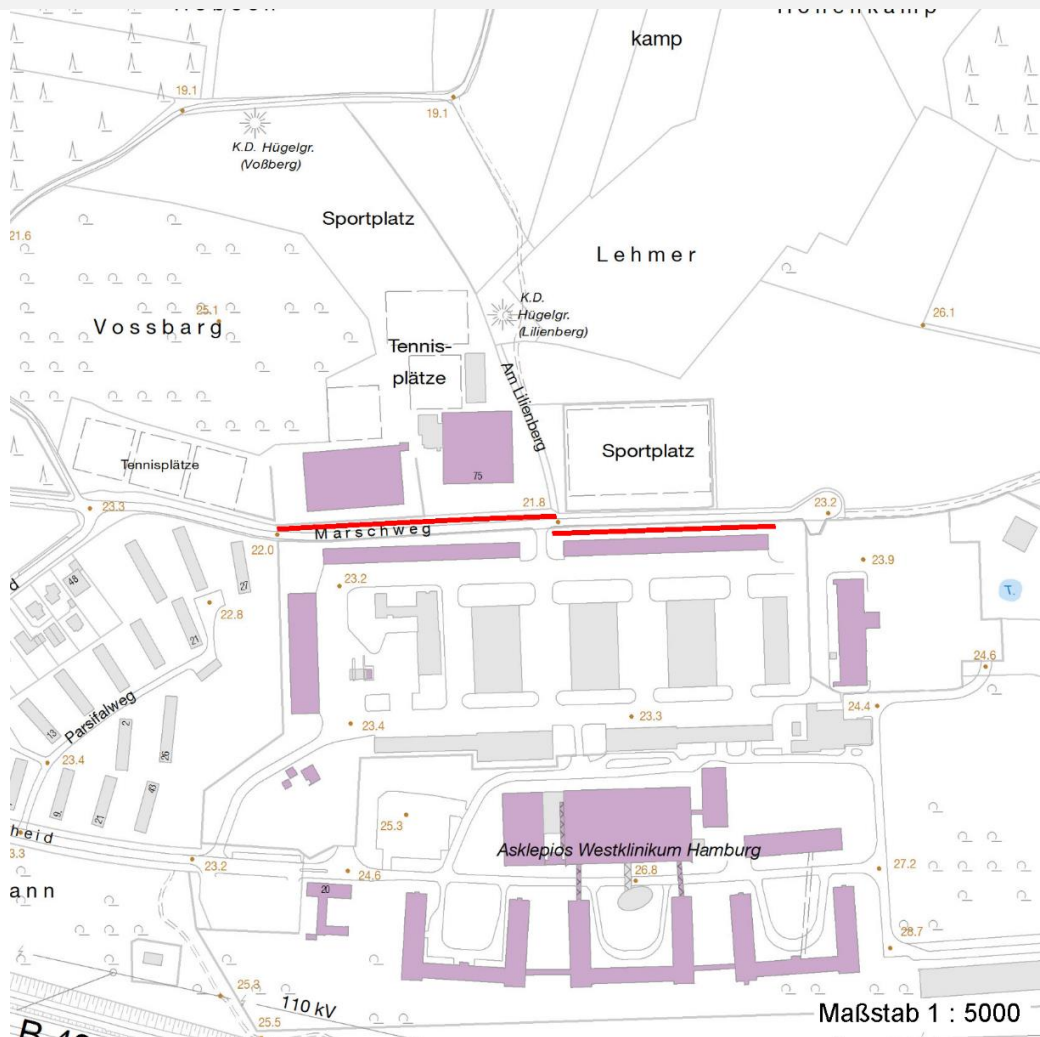 kamp
19.1
19.1
K.D. Hügelgr.
(Voßberg)
Sportplatz
21.6
Lehmer
K.D.
Hügelgr.
(Lilienberg)
25.1
Vossbarg
26.1
Tennis-
plätze
Am Lilienberg
Sportplatz
Tennisplätze
75
23.3
21.8
23.2
22.0
Marschweg
23.9
23.2
48
27
T.
22.8
21
24.6
Parsifalweg
24.4
23.4
23.3
13
2
26
23.4
9
21
43
25.3
heid
3.3
23.2
Asklepios Westklinikum Hamburg
24.6
26.8
27.2
ann
20
28.7
25.3
110 kV
25.5
Maßstab 1 : 5000